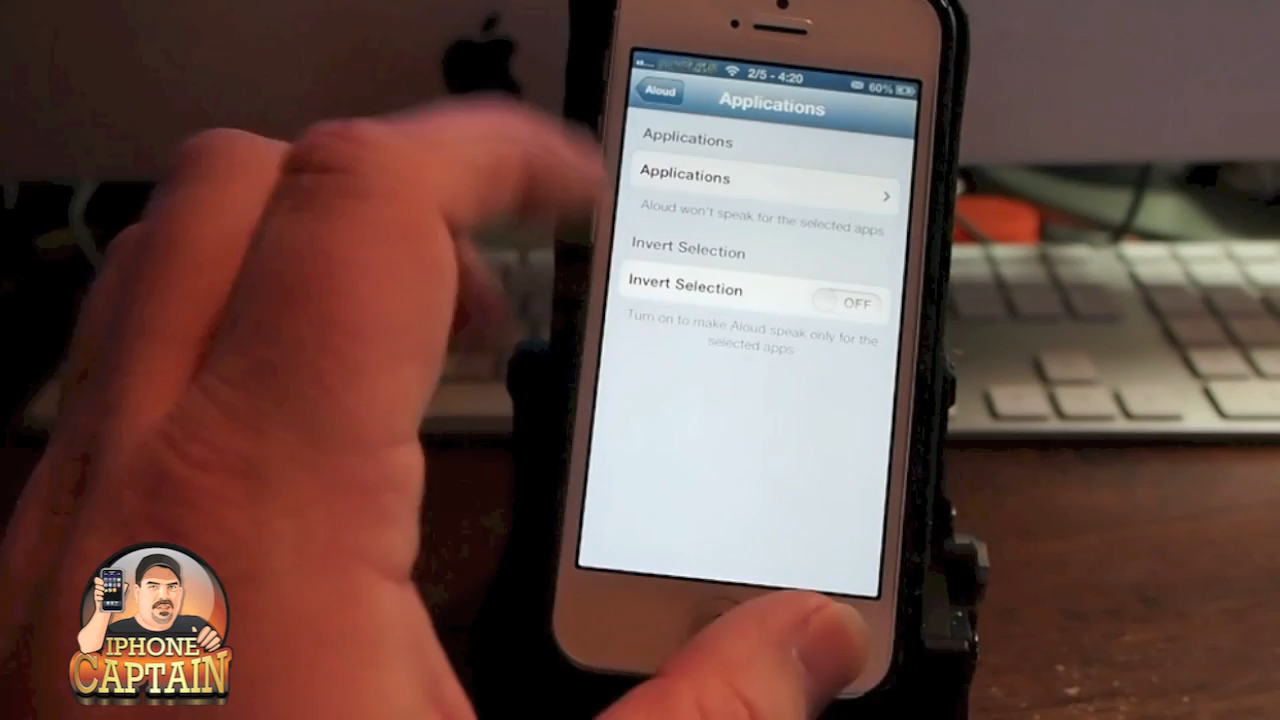 2/5 - 4:20
60%
Aloud
Applications
Applications
Applications
Aloud won't speak for the selected apps
Invert Selection
Invert Selection
OFF
Turn on to make Aloud speak only for the
selected apps
IPHONE
CAPTAIN